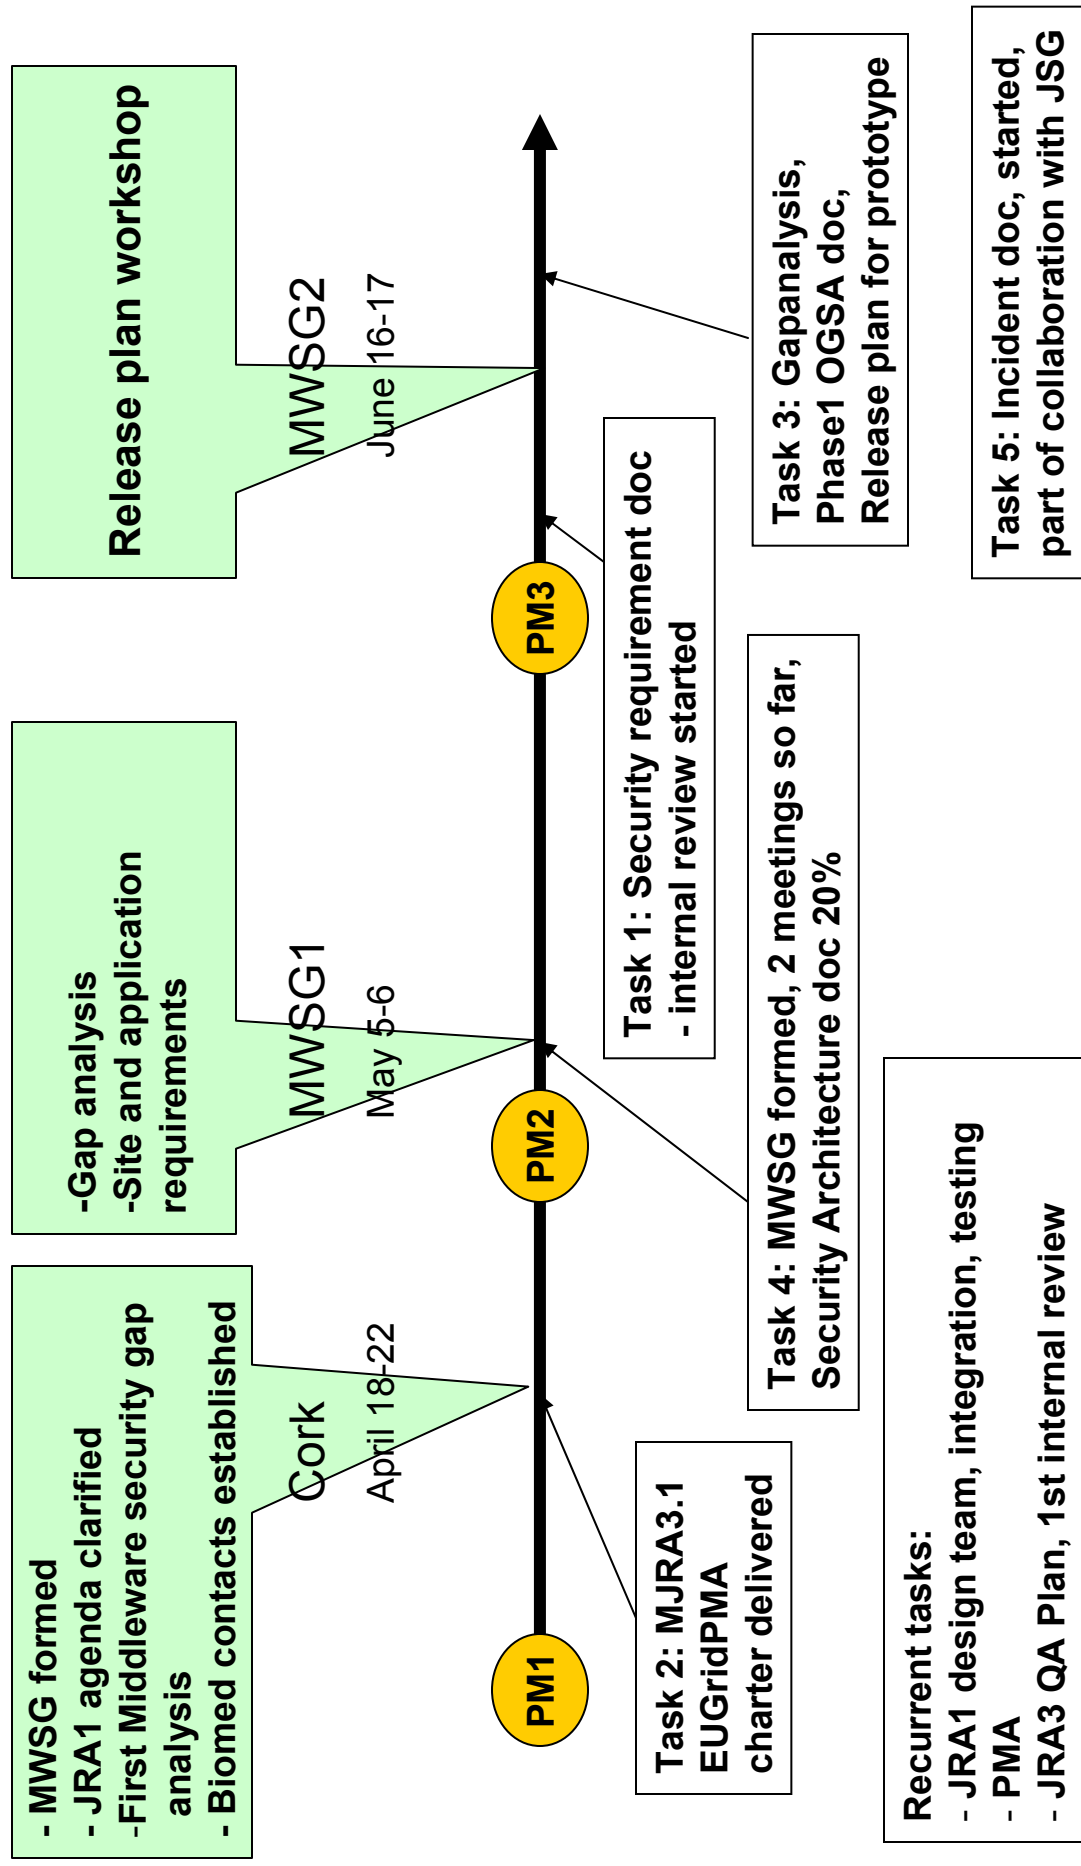 - MWSG formed
- JRA1 agenda clarified
-First Middleware security gap
analysis
- Biomed contacts established
-Gap analysis
-Site and application
requirements
Release plan workshop
Cork
April 18-22
MWSG1
May 5-6
MWSG2
June 16-17
PM1
PM2
PM3
Task 2: MJRA3.1
EUGridPMA
charter delivered
Task 1: Security requirement doc
- internal review started
Task 4: MWSG formed, 2 meetings so far,
Security Architecture doc 20%
Task 3: Gapanalysis,
Phase1 OGSA doc,
Release plan for prototype
Recurrent tasks:
- JRA1 design team, integration, testing
- PMA
- JRA3 QA Plan, 1st internal review
Task 5: Incident doc, started,
part of collaboration with JSG